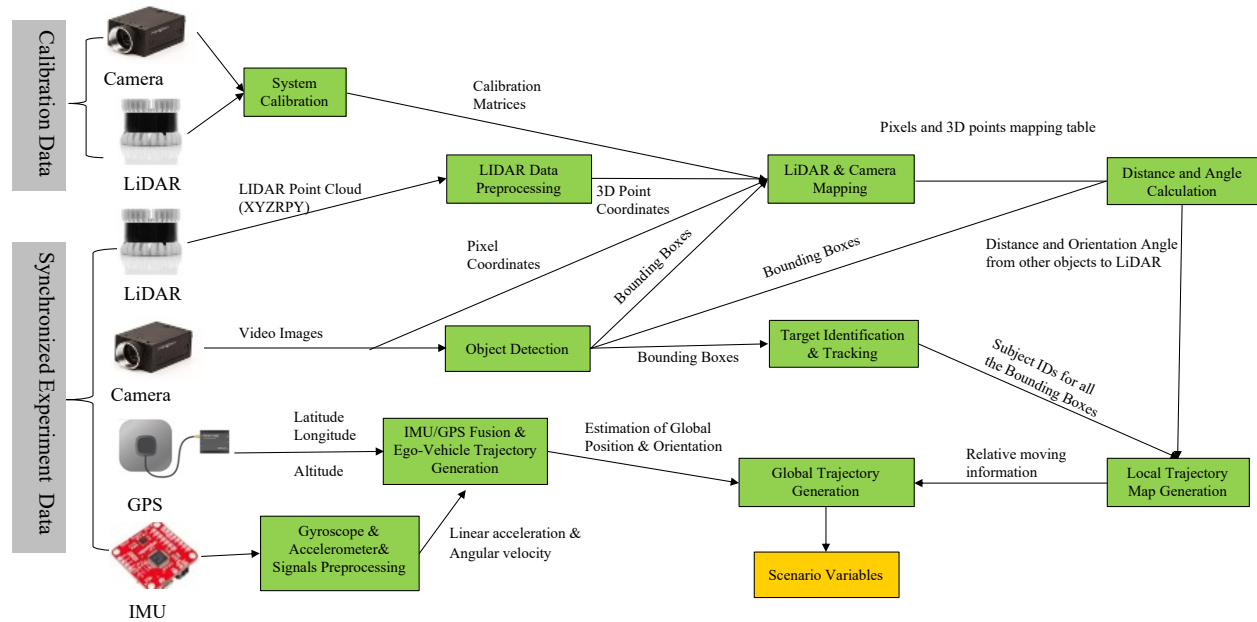 Calibration Data
Camera
LiDAR
System
Calibration
Calibration
Matrices
Pixels and 3D points mapping table
LIDAR Point Cloud
(XYZRPY)
LIDAR Data
Preprocessing
3D Point
Coordinates
LiDAR & Camera
Mapping
Distance and Angle
Calculation
Synchronized Experiment Data
LiDAR
Pixel
Coordinates
Bounding Boxes
Bounding Boxes
Distance and Orientation Angle
from other objects to LiDAR
Camera
Video Images
Object Detection
Bounding Boxes
Target Identification
& Tracking
Subject IDs for all
the Bounding Boxes
GPS
Latitude
Longitude
Altitude
IMU/GPS Fusion &
Ego-Vehicle Trajectory
Generation
Estimation of Global
Position & Orientation
Global Trajectory
Generation
Relative moving
information
Local Trajectory
Map Generation
IMU
Gyroscope &
Accelerometer&
Signals Preprocessing
Linear acceleration &
Angular velocity
Scenario Variables